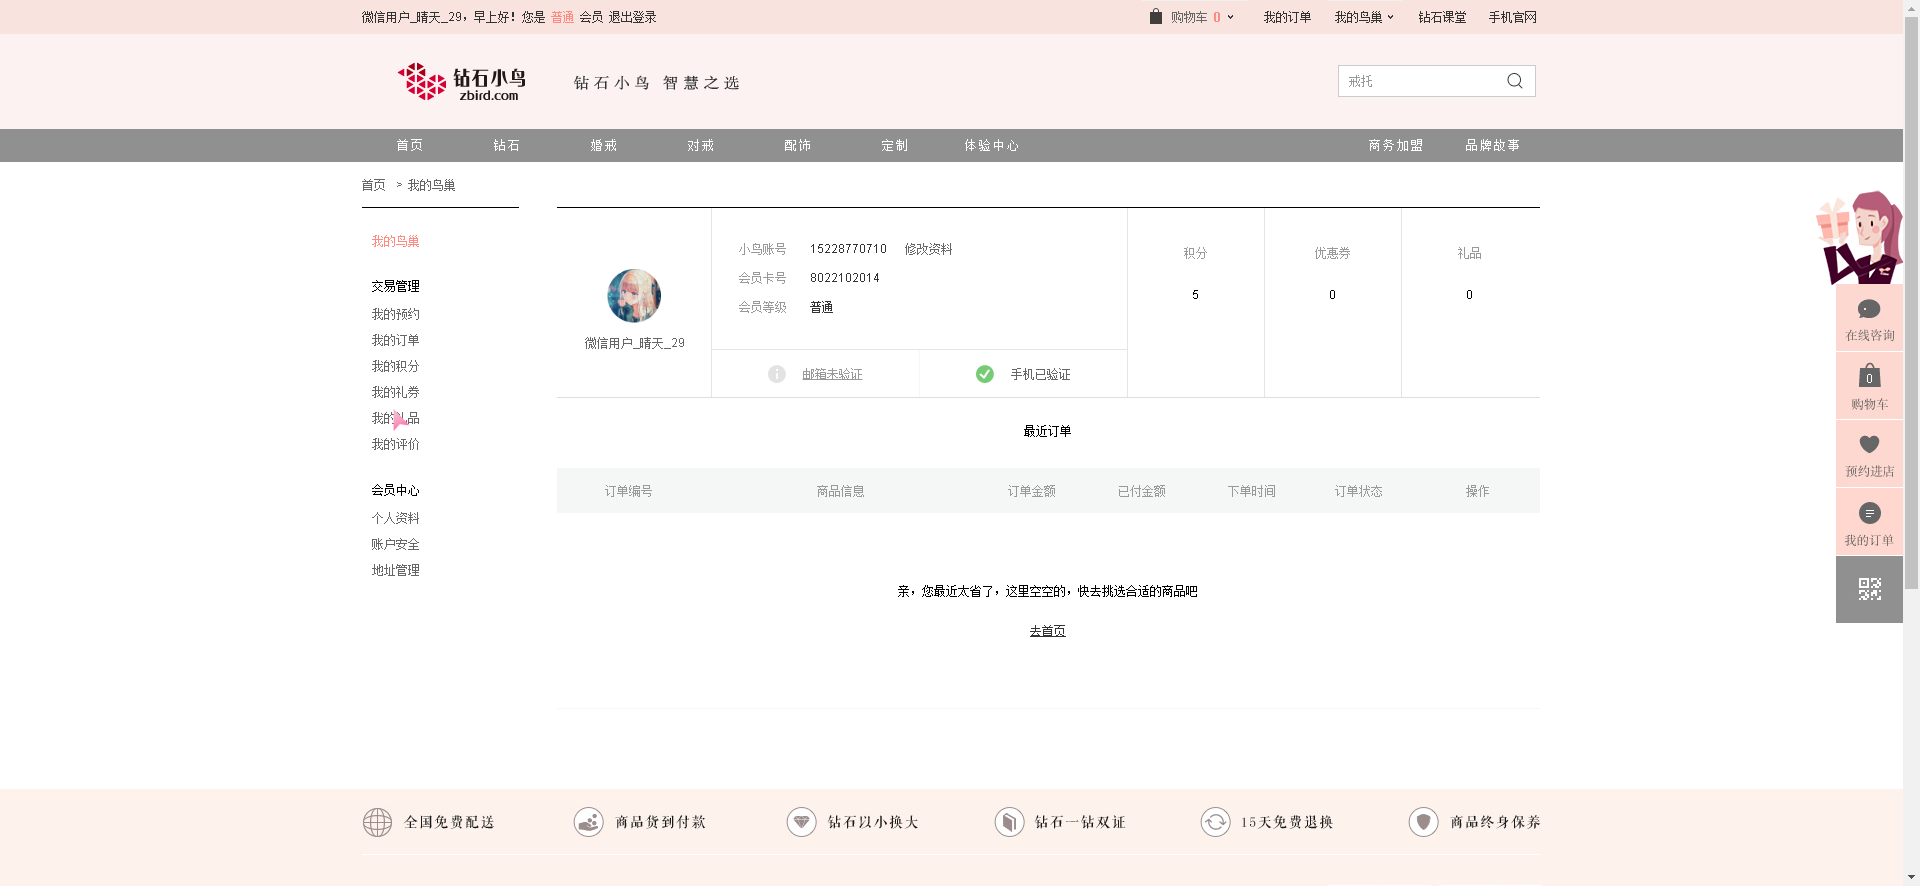 微信用户_晴天_29，早上好！您是 普通 会员 退出登录
购物车 0 我的订单 我的鸟巢 钻石课堂 手机官网
钻石小鸟
zbird.com
钻石小鸟 智慧之选
戒托
首页 钻石 婚戒 对戒 配饰 定制 体验中心 商务加盟 品牌故事
首页 > 我的鸟巢
我的鸟巢
交易管理
我的预约
我的订单
我的积分
我的礼券
我的礼品
我的评价
会员中心
个人资料
账户安全
地址管理
微信用户_晴天_29
小鸟账号 15228770710 修改资料
会员卡号 8022102014
会员等级 普通
邮箱未验证
手机已验证
积分
5
优惠券
0
礼品
0
最近订单
订单编号 商品信息 订单金额 已付金额 下单时间 订单状态 操作
亲，您最近太省了，这里空空的，快去挑选合适的商品吧
去首页
在线咨询
0
购物车
预约进店
我的订单
全国免费配送
商品货到付款
钻石以小换大
钻石一钻双证
15天免费退换
商品终身保养